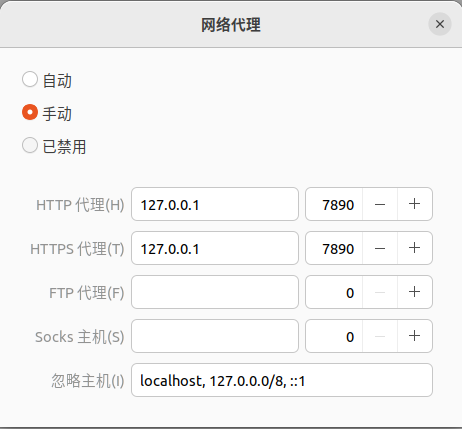 网络代理
自动
手动
已禁用
HTTP 代理(H) 127.0.0.1 7890 − +
HTTPS 代理(T) 127.0.0.1 7890 − +
FTP 代理(F) 0 − +
Socks 主机(S) 0 − +
忽略主机(I) localhost, 127.0.0.0/8, ::1